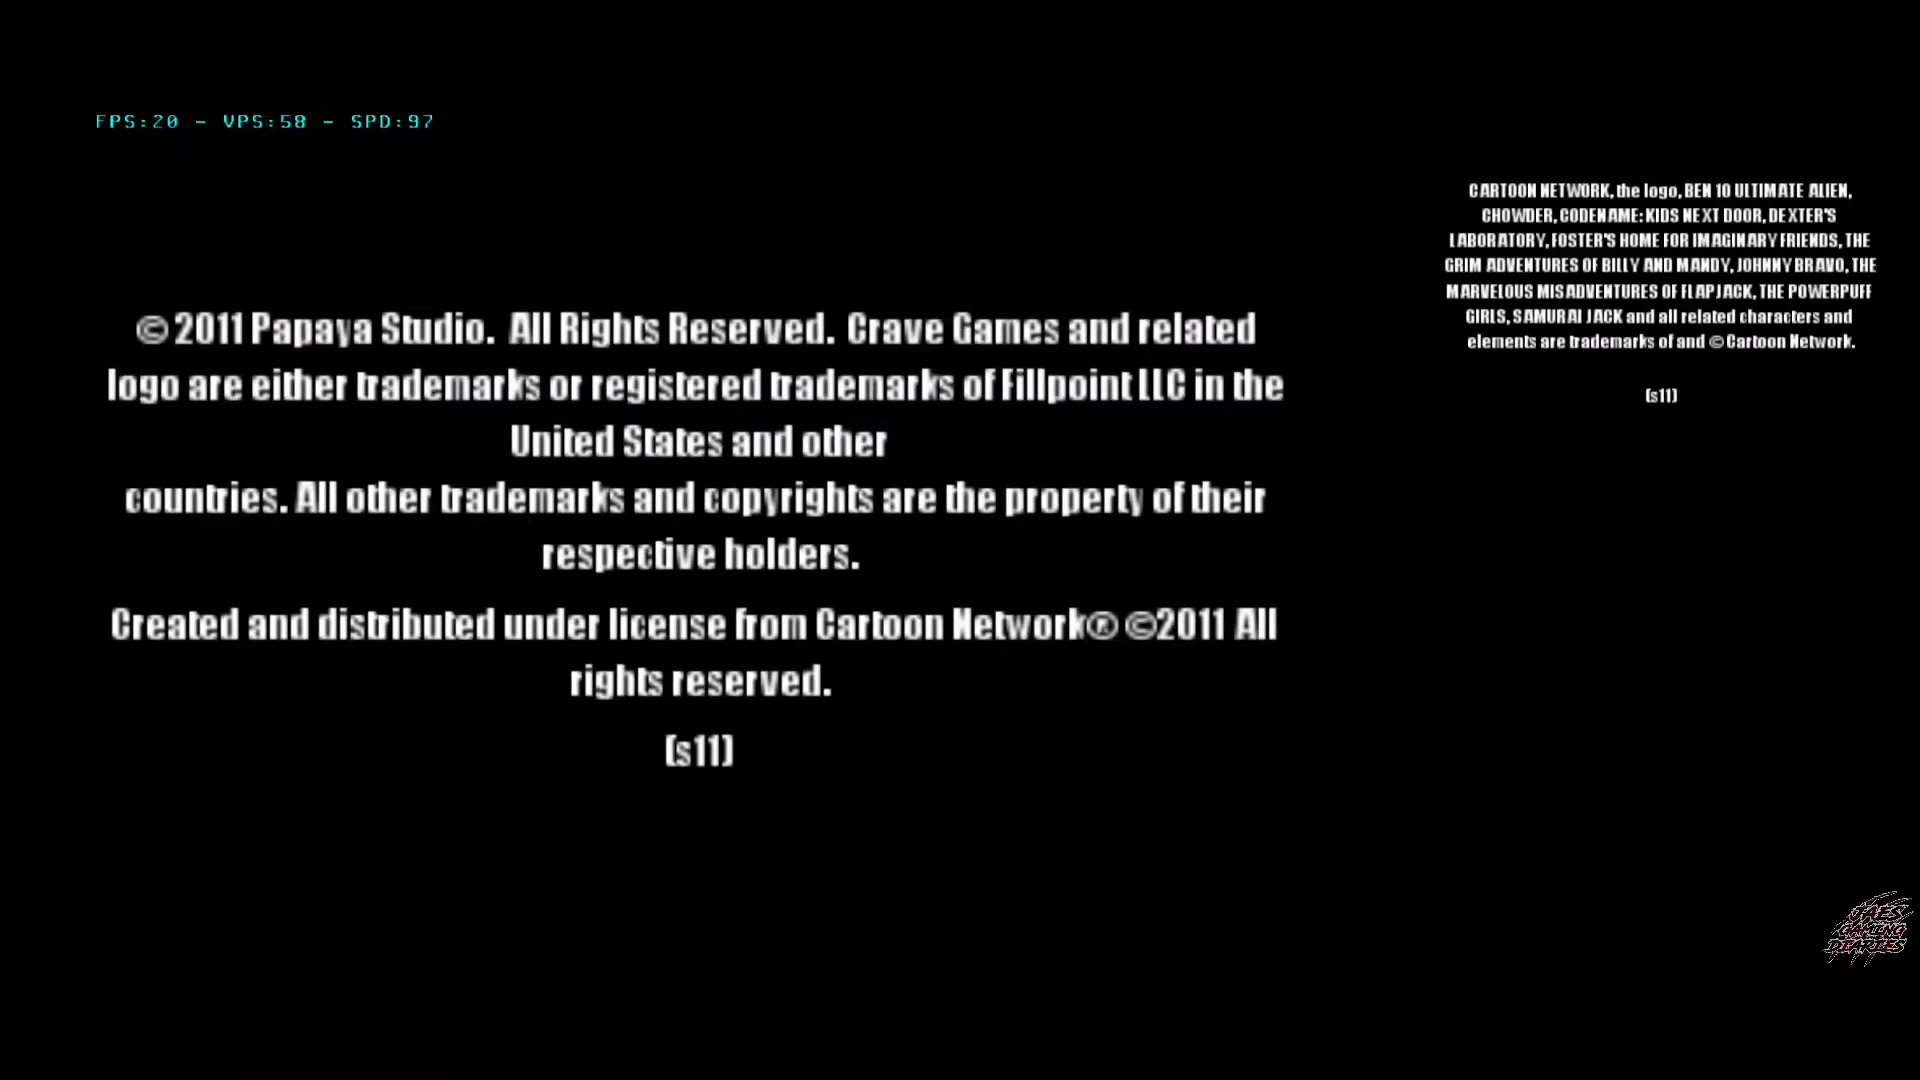 FPS:20 - VPS:58 - SPD:97
© 2011 Papaya Studio.  All Rights Reserved.  Crave Games and related
logo are either trademarks or registered trademarks of Fillpoint LLC in the
United States and other
countries. All other trademarks and copyrights are the property of their
respective holders.
Created and distributed under license from Cartoon Network® ©2011 All
rights reserved.
(s11)
CARTOON NETWORK, the logo, BEN 10 ULTIMATE ALIEN,
CHOWDER, CODENAME: KIDS NEXT DOOR, DEXTER'S
LABORATORY, FOSTER'S HOME FOR IMAGINARY FRIENDS, THE
GRIM ADVENTURES OF BILLY AND MANDY, JOHNNY BRAVO, THE
MARVELOUS MISADVENTURES OF FLAPJACK, THE POWERPUFF
GIRLS, SAMURAI JACK and all related characters and
elements are trademarks of and © Cartoon Network.
(s11)
JAES
GAMING
DIARIES